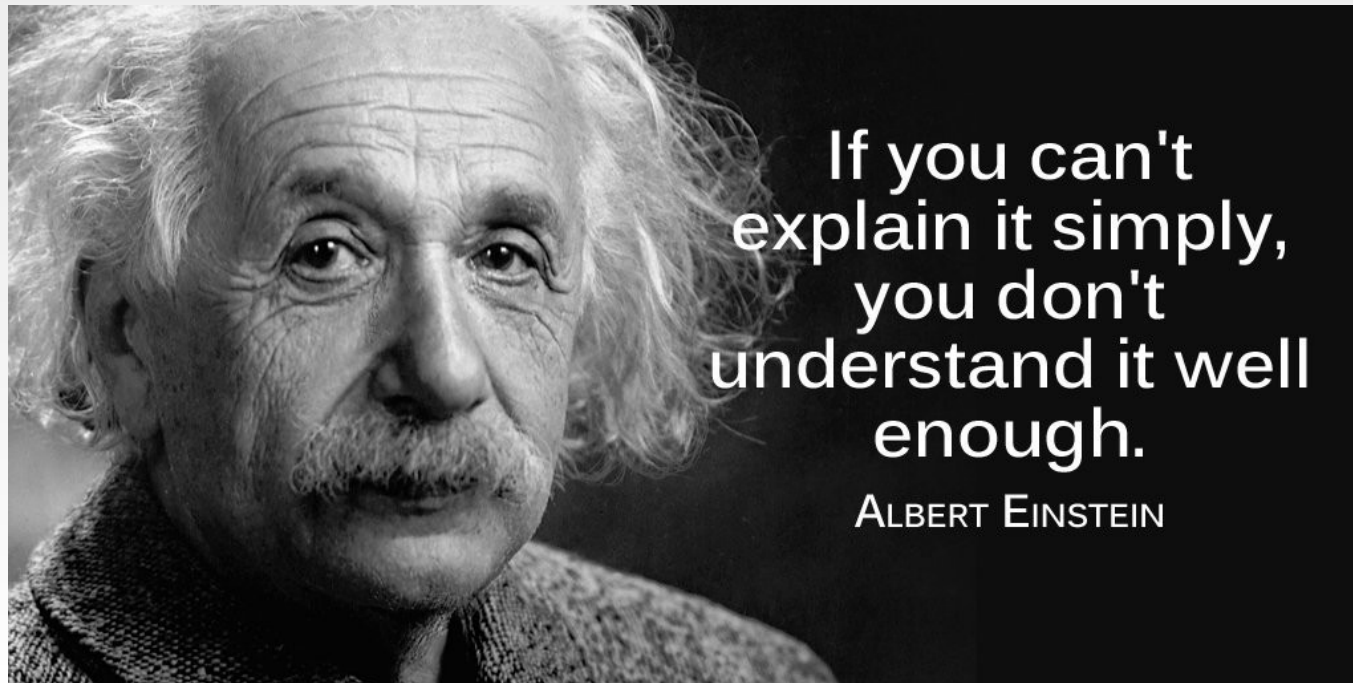 If you can't
explain it simply,
you don't
understand it well
enough.
Albert Einstein